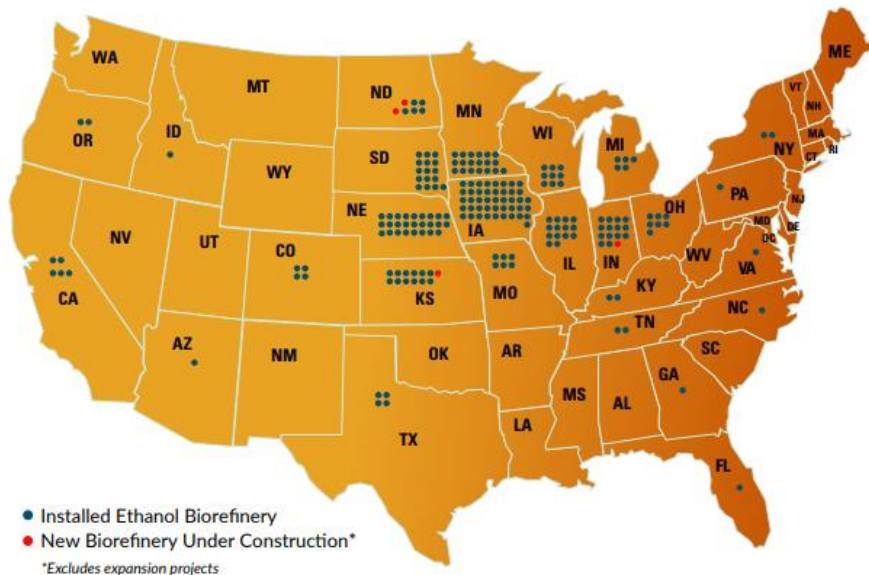 WA
ME
MT
ND
MN
VT
NH
OR
ID
WI
MI
NY
MA
CT
RI
SD
WY
PA
NJ
NE
IA
OH
MD
DE
DC
NV
UT
CO
IL
IN
WV
VA
CA
KS
MO
KY
NC
TN
AZ
NM
OK
AR
SC
GA
MS
AL
TX
LA
FL
Installed Ethanol Biorefinery
New Biorefinery Under Construction*
*Excludes expansion projects